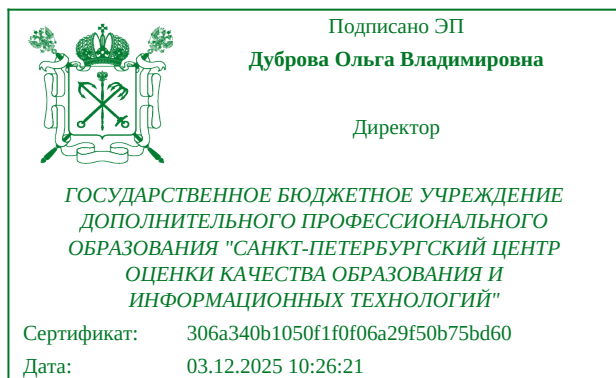 Подписано ЭП
Дуброва Ольга Владимировна
Директор
ГОСУДАРСТВЕННОЕ БЮДЖЕТНОЕ УЧРЕЖДЕНИЕ
ДОПОЛНИТЕЛЬНОГО ПРОФЕССИОНАЛЬНОГО
ОБРАЗОВАНИЯ "САНКТ-ПЕТЕРБУРГСКИЙ ЦЕНТР
ОЦЕНКИ КАЧЕСТВА ОБРАЗОВАНИЯ И
ИНФОРМАЦИОННЫХ ТЕХНОЛОГИЙ"
Сертификат: 306a340b1050f1f0f06a29f50b75bd60
Дата: 03.12.2025 10:26:21